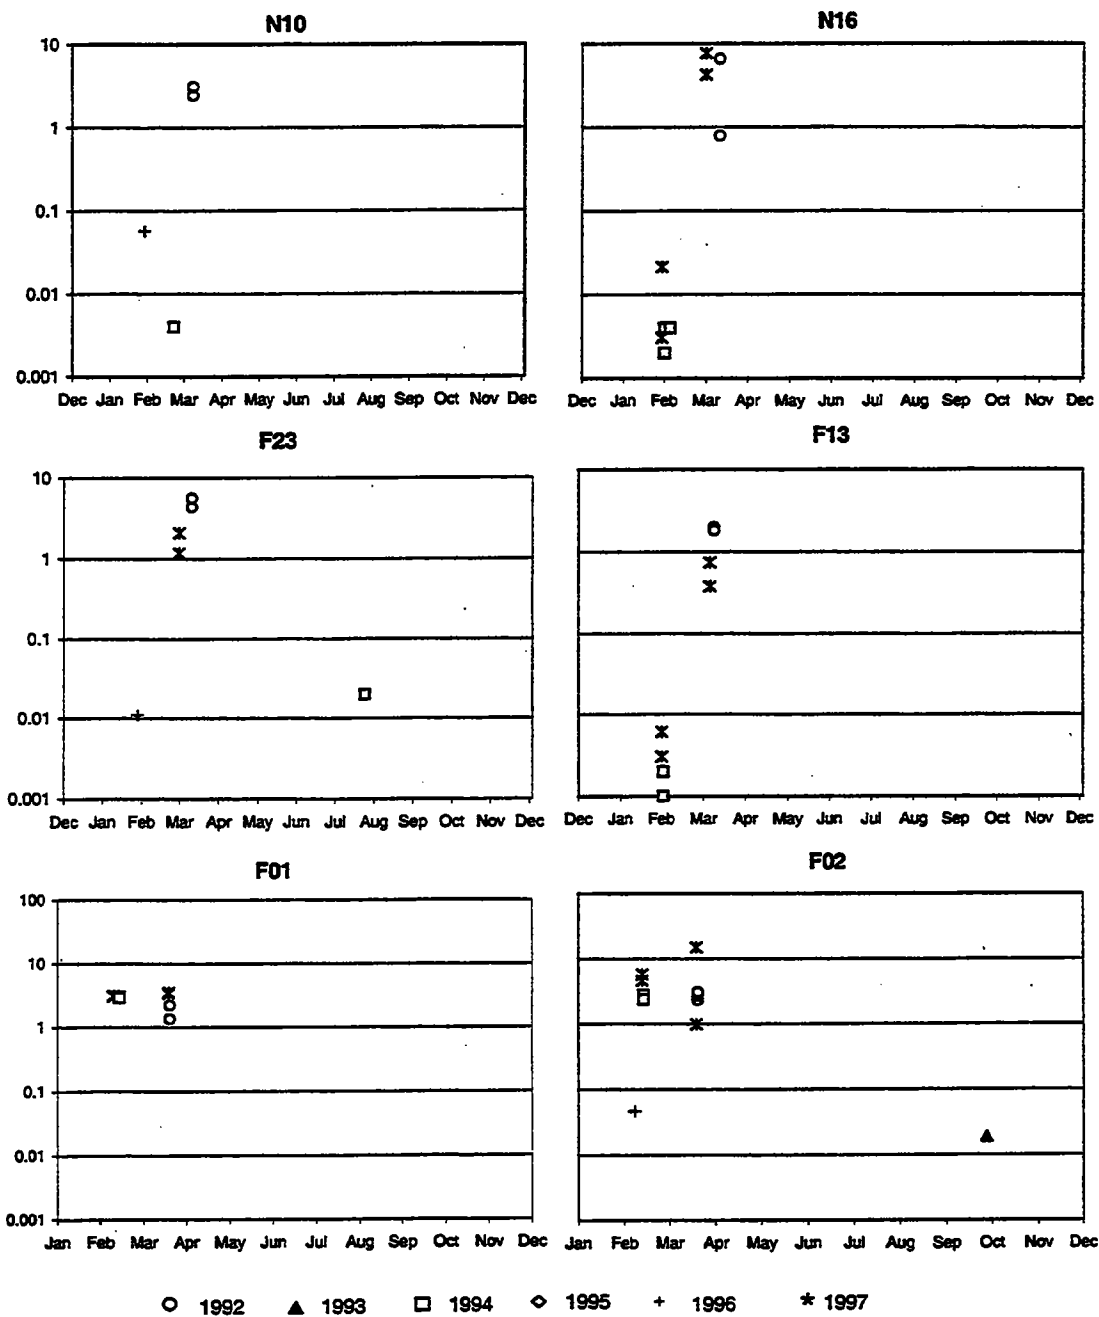 N10
N16
10
1
0.1
0.01
0.001
Dec Jan Feb Mar Apr May Jun Jul Aug Sep Oct Nov Dec
Dec Jan Feb Mar Apr May Jun Jul Aug Sep Oct Nov Dec
F23
F13
10
1
0.1
0.01
0.001
Dec Jan Feb Mar Apr May Jun Jul Aug Sep Oct Nov Dec
Dec Jan Feb Mar Apr May Jun Jul Aug Sep Oct Nov Dec
F01
F02
100
10
1
0.1
0.01
0.001
Jan Feb Mar Apr May Jun Jul Aug Sep Oct Nov Dec
Jan Feb Mar Apr May Jun Jul Aug Sep Oct Nov Dec
1992 1993 1994 1995 1996 1997